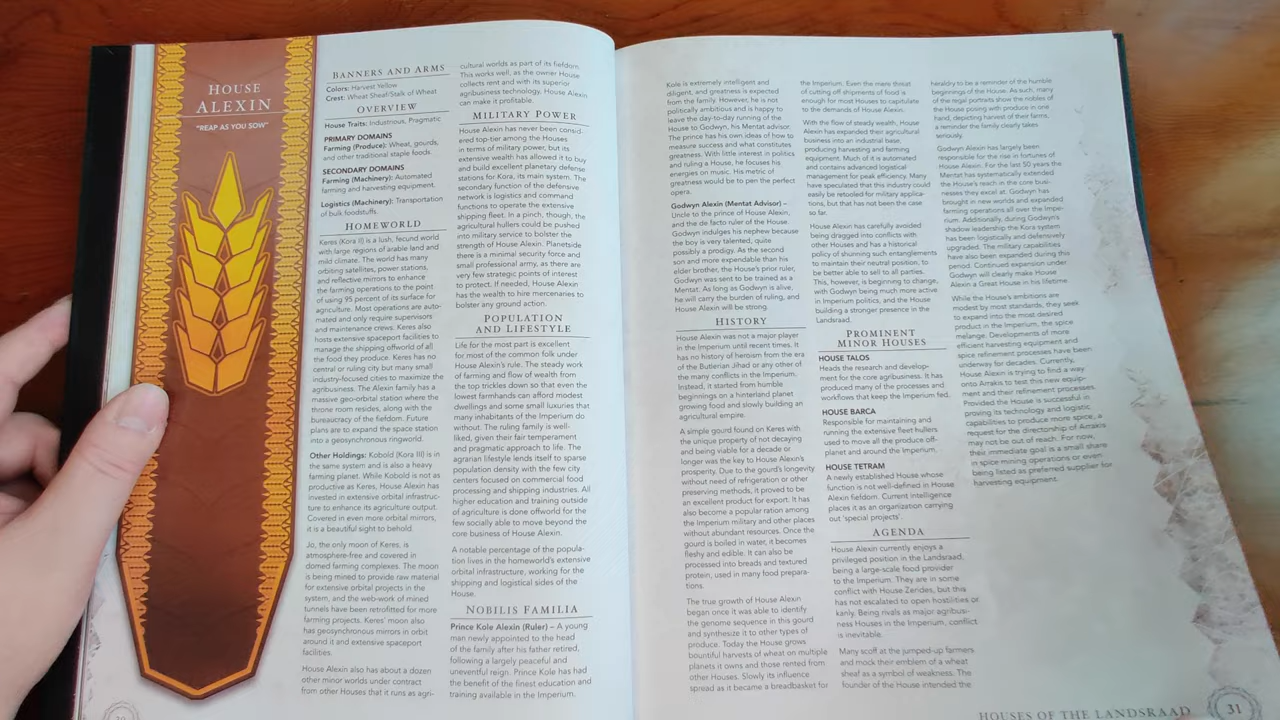 HOUSE
ALEXIN
"REAP AS YOU SOW"
BANNERS AND ARMS
Colors: Harvest Yellow
Crest: Wheat Sheaf/Stalk of Wheat
OVERVIEW
House Traits: Industrious, Pragmatic
PRIMARY DOMAINS
Farming (Produce): Wheat, gourds,
and other traditional staple foods.
SECONDARY DOMAINS
Farming (Machinery): Automated
farming and harvesting equipment.
Logistics (Machinery): Transportation
of bulk foodstuffs.
HOMEWORLD
Keres (Kora II) is a lush, fecund world
with large regions of arable land and
mild climate. The world has many
orbiting satellites, power stations,
and reflective mirrors to enhance
the farming operations to the point
of using 95 percent of its surface for
agriculture. Most operations are auto-
mated and only require supervisors
and maintenance crews. Keres also
hosts extensive spaceport facilities to
manage the shipping offworld of all
the food they produce. Keres has no
central or ruling city but many small
industry-focused cities to maximize the
agribusiness. The Alexin family has a
massive geo-orbital station where the
throne room resides, along with the
bureaucracy of the fiefdom. Future
plans are to expand the space station
into a geosynchronous ringworld.
Other Holdings: Kobold (Kora III) is in
the same system and is also a heavy
farming planet. While Kobold is not as
productive as Keres, House Alexin has
invested in extensive orbital infrastruc-
ture to enhance its agriculture output.
Covered in even more orbital mirrors,
it is a beautiful sight to behold.
Jo, the only moon of Keres, is
atmosphere-free and covered in
domed farming complexes. The moon
is being mined to provide raw material
for extensive orbital projects in the
system, and the web-work of mined
tunnels have been retrofitted for more
farming projects. Keres' moon also
has geosynchronous mirrors in orbit
around it and extensive spaceport
facilities.
House Alexin also has about a dozen
other minor worlds under contract
from other Houses that it runs as agri-
cultural worlds as part of its fiefdom.
This works well, as the owner House
collects rent and with its superior
agribusiness technology, House Alexin
can make it profitable.
MILITARY POWER
House Alexin has never been consid-
ered top-tier among the Houses
in terms of military power, but its
extensive wealth has allowed it to buy
and build excellent planetary defense
stations for Kora, its main system. The
secondary function of the defensive
network is logistics and command
functions to operate the extensive
shipping fleet. In a pinch, though, the
agricultural hullers could be pushed
into military service to bolster the
strength of House Alexin. Planetside
there is a minimal security force and
small professional army, as there are
very few strategic points of interest
to protect. If needed, House Alexin
has the wealth to hire mercenaries to
bolster any ground action.
POPULATION
AND LIFESTYLE
Life for the most part is excellent
for most of the common folk under
House Alexin's rule. The steady work
of farming and flow of wealth from
the top trickles down so that even the
lowest farmhands can afford modest
dwellings and some small luxuries that
many inhabitants of the Imperium do
without. The ruling family is well-
liked, given their fair temperament
and pragmatic approach to life. The
agrarian lifestyle lends itself to sparse
population density with the few city
centers focused on commercial food
processing and shipping industries. All
higher education and training outside
of agriculture is done offworld for the
few socially able to move beyond the
core business of House Alexin.
A notable percentage of the popula-
tion lives in the homeworld's extensive
orbital infrastructure, working for the
shipping and logistical sides of the
House.
NOBILIS FAMILIA
Prince Kole Alexin (Ruler) – A young
man newly appointed to the head
of the family after his father retired,
following a largely peaceful and
uneventful reign. Prince Kole has had
the benefit of the finest education and
training available in the Imperium.
Kole is extremely intelligent and
diligent, and greatness is expected
from the family. However, he is not
politically ambitious and is happy to
leave the day-to-day running of the
House to Godwyn, his Mentat advisor.
The prince has his own ideas of how to
measure success and what constitutes
greatness. With little interest in politics
and ruling a House, he focuses his
energies on music. His metric of
greatness would be to pen the perfect
opera.
Godwyn Alexin (Mentat Advisor) –
Uncle to the prince of House Alexin,
and the de facto ruler of the House.
Godwyn indulges his nephew because
the boy is very talented, quite
possibly a prodigy. As the second
son and more expendable than his
elder brother, the House's prior ruler,
Godwyn was sent to be trained as a
Mentat. As long as Godwyn is alive,
he will carry the burden of ruling, and
House Alexin will be strong.
HISTORY
House Alexin was not a major player
in the Imperium until recent times. It
has no history of heroism from the era
of the Butlerian Jihad or any other of
the many conflicts in the Imperium.
Instead, it started from humble
beginnings on a hinterland planet
growing food and slowly building an
agricultural empire.
A simple gourd found on Keres with
the unique property of not decaying
and being viable for a decade or
longer was the key to House Alexin's
prosperity. Due to the gourd's longevity
without need of refrigeration or other
preserving methods, it proved to be
an excellent product for export. It has
also become a popular ration among
the Imperium military and other places
without abundant resources. Once the
gourd is boiled in water, it becomes
fleshy and edible. It can also be
processed into breads and textured
protein, used in many food prepara-
tions.
The true growth of House Alexin
began once it was able to identify
the genome sequence in this gourd
and synthesize it to other types of
produce. Today the House grows
bountiful harvests of wheat on multiple
planets it owns and those rented from
other Houses. Slowly its influence
spread as it became a breadbasket for
the Imperium. Even the mere threat
of cutting off shipments of food is
enough for most Houses to capitulate
to the demands of House Alexin.
With the flow of steady wealth, House
Alexin has expanded their agricultural
business into an industrial base,
producing harvesting and farming
equipment. Much of it is automated
and contains advanced logistical
management for peak efficiency. Many
have speculated that this industry could
easily be retooled for military applica-
tions, but that has not been the case
so far.
House Alexin has carefully avoided
being dragged into conflicts with
other Houses and has a historical
policy of shunning such entanglements
to maintain their neutral position, to
be better able to sell to all parties.
This, however, is beginning to change,
with Godwyn being much more active
in Imperium politics, and the House
building a stronger presence in the
Landsraad.
PROMINENT
MINOR HOUSES
HOUSE TALOS
Heads the research and develop-
ment for the core agribusiness. It has
produced many of the processes and
workflows that keep the Imperium fed.
HOUSE BARCA
Responsible for maintaining and
running the extensive fleet hullers
used to move all the produce off-
planet and around the Imperium.
HOUSE TETRAM
A newly established House whose
function is not well-defined in House
Alexin fiefdom. Current Intelligence
places it as an organization carrying
out 'special projects'.
AGENDA
House Alexin currently enjoys a
privileged position in the Landsraad,
being a large-scale food provider
to the Imperium. They are in some
conflict with House Zerides, but this
has not escalated to open hostilities or
kanly. Being rivals as major agribusi-
ness Houses in the Imperium, conflict
is inevitable.
Many scoff at the jumped-up farmers
and mock their emblem of a wheat
sheaf as a symbol of weakness. The
founder of the House intended the
heraldry to be a reminder of the humble
beginnings of the House. As such, many
of the regal portraits show the nobles of
the House posing with produce in one
hand, depicting harvest of their farms,
a reminder the family clearly takes
seriously.
Godwyn Alexin has largely been
responsible for the rise in fortunes of
House Alexin. For the last 50 years the
Mentat has systematically extended
the House's reach in the core busi-
nesses they excel at. Godwyn has
brought in new worlds and expanded
farming operations all over the Impe-
rium. Additionally, during Godwyn's
shadow leadership the Kora system
has been logistically and defensively
upgraded. The military capabilities
have also been expanded during this
period. Continued expansion under
Godwyn will clearly make House
Alexin a Great House in his lifetime.
While the House's ambitions are
modest by most standards, they seek
to expand into the most desired
product in the Imperium, the spice
melange. Developments of more
efficient harvesting equipment and
spice refinement processes have been
underway for decades. Currently,
House Alexin is trying to find a way
onto Arrakis to test this new equip-
ment and their refinement processes.
Provided the House is successful in
proving its technology and logistic
capabilities to produce more spice, a
request for the directorship of Arrakis
may not be out of reach. For now,
their immediate goal is a small share
in spice-mining operations or even
being listed as preferred supplier for
harvesting equipment.
HOUSES OF THE LANDSRAAD
31